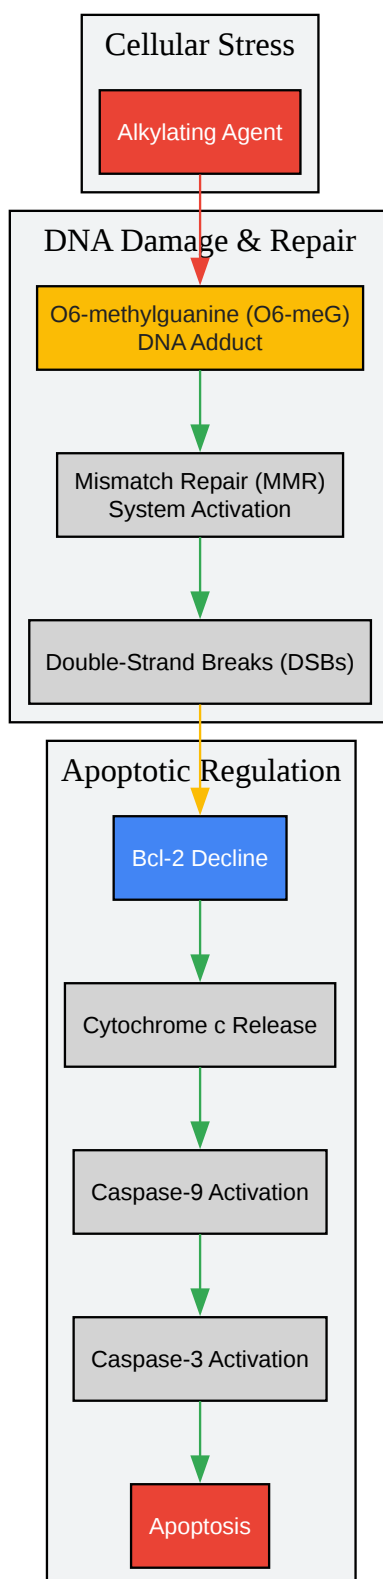 Cellular Stress
Alkylating Agent
DNA Damage & Repair
O6-methylguanine (O6-meG)
DNA Adduct
Mismatch Repair (MMR)
System Activation
Double-Strand Breaks (DSBs)
Apoptotic Regulation
Bcl-2 Decline
Cytochrome c Release
Caspase-9 Activation
Caspase-3 Activation
Apoptosis